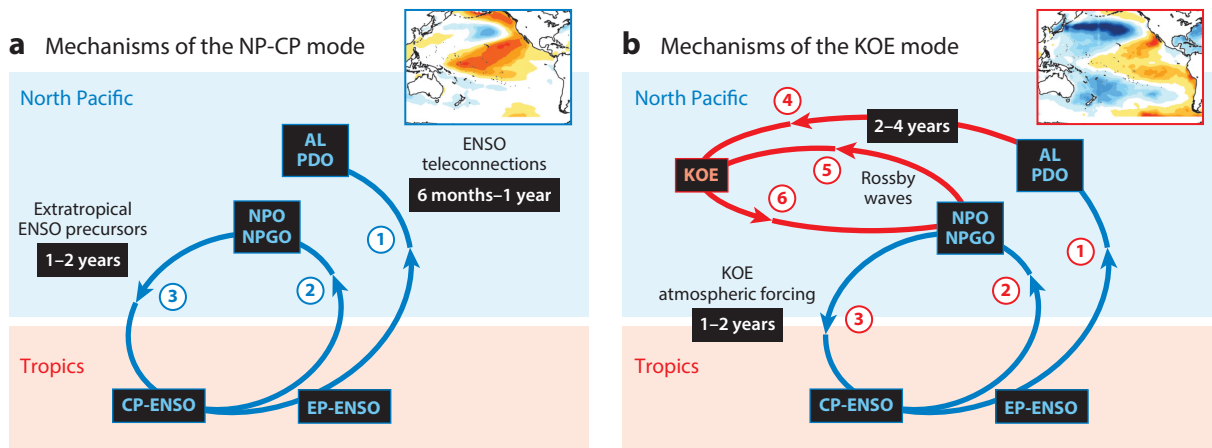 a Mechanisms of the NP-CP mode
North Pacific
AL
PDO
ENSO
teleconnections
6 months–1 year
Extratropical
ENSO precursors
1–2 years
NPO
NPGO
1
2
3
Tropics
CP-ENSO
EP-ENSO
b Mechanisms of the KOE mode
North Pacific
4
2–4 years
AL
PDO
KOE
5
Rossby
waves
6
NPO
NPGO
1
KOE
atmospheric forcing
1–2 years
2
3
Tropics
CP-ENSO
EP-ENSO